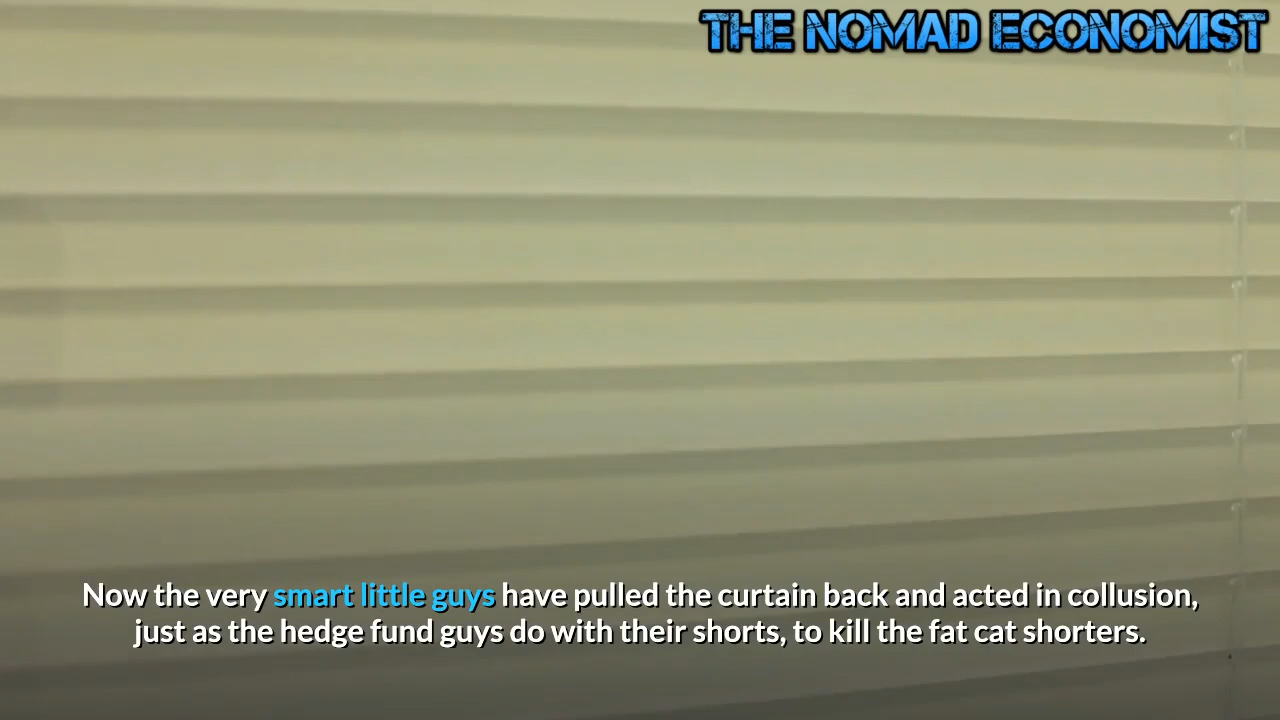 THE NOMAD ECONOMIST
Now the very smart little guys have pulled the curtain back and acted in collusion,
just as the hedge fund guys do with their shorts, to kill the fat cat shorters.